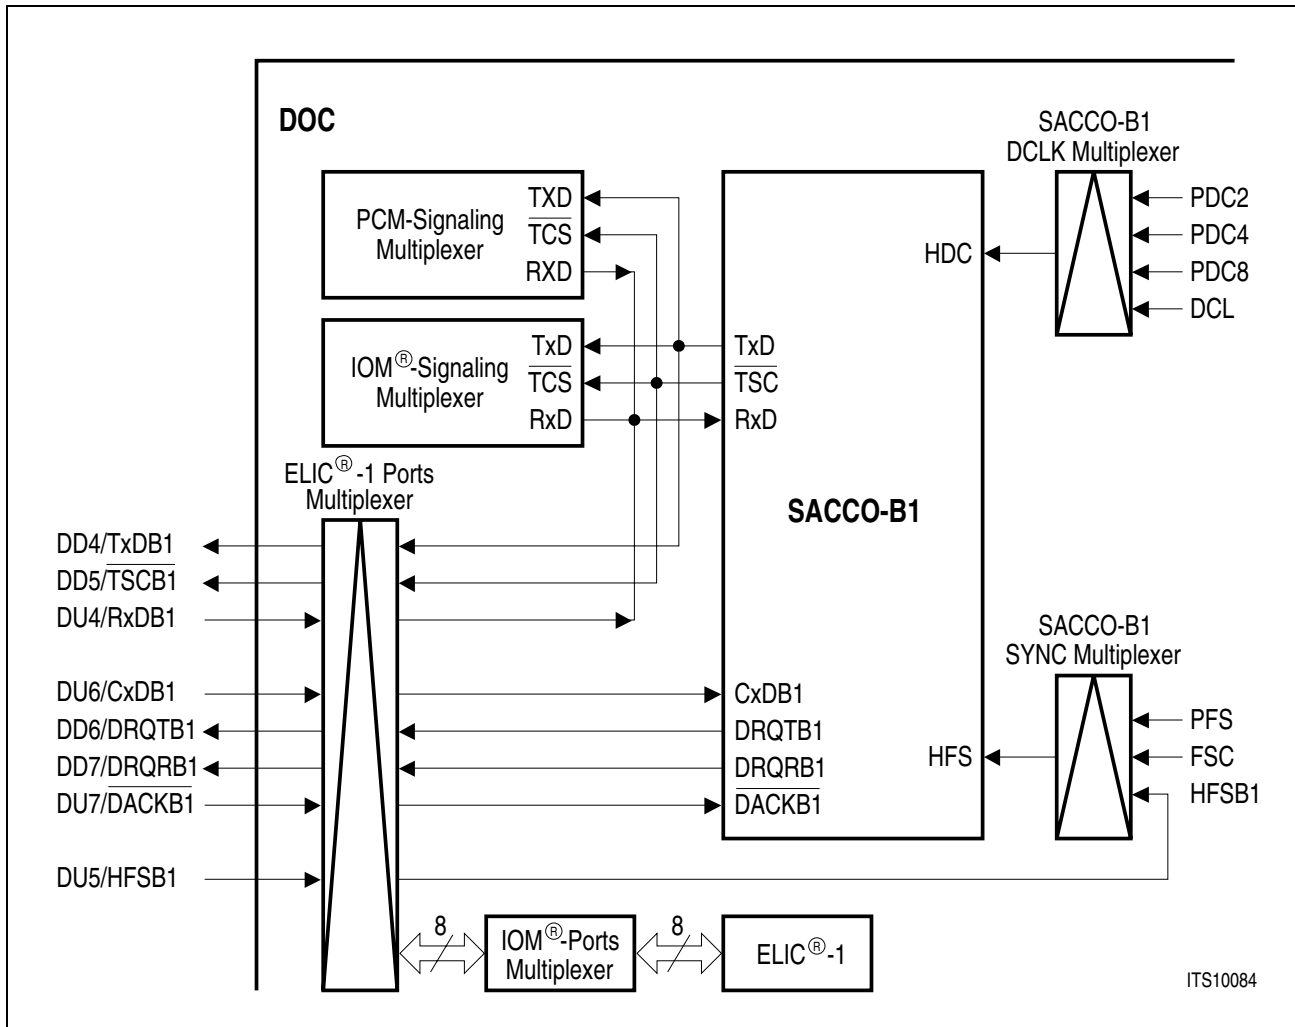 DOC
SACCO-B1
DCLK Multiplexer
PCM-Signaling
Multiplexer
TXD
TCS
RXD
HDC
PDC2
PDC4
PDC8
DCL
IOM®-Signaling
Multiplexer
TxD
TCS
RxD
TxD
TSC
RxD
SACCO-B1
ELIC®-1 Ports
Multiplexer
DD4/TxDB1
DD5/TSCB1
DU4/RxDB1
DU6/CxDB1
DD6/DRQTB1
DD7/DRQRB1
DU7/DACKB1
DU5/HFSB1
CxDB1
DRQTB1
DRQRB1
DACKB1
HFS
SACCO-B1
SYNC Multiplexer
PFS
FSC
HFSB1
8
IOM®-Ports
Multiplexer
8
ELIC®-1
ITS10084